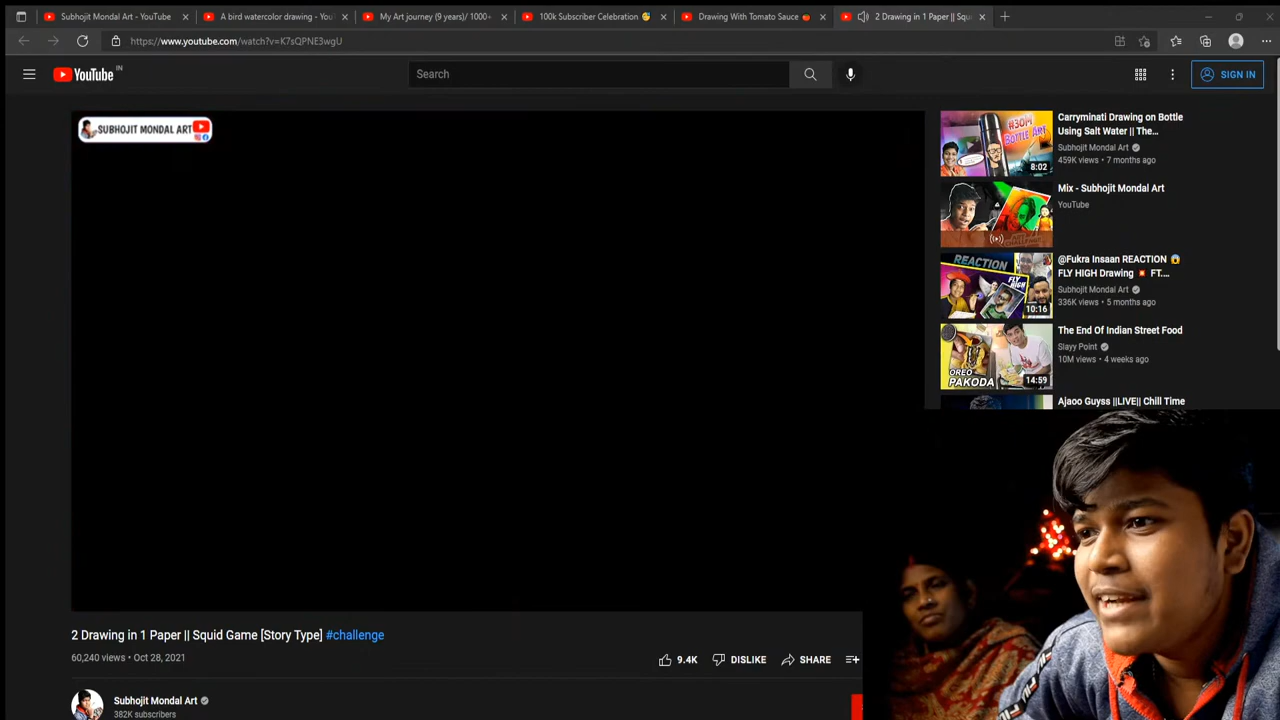 Subhojit Mondal Art - YouTube
A bird watercolor drawing - You
My Art journey (9 years)/ 1000+
100k Subscriber Celebration
Drawing With Tomato Sauce
2 Drawing in 1 Paper || Squ
https://www.youtube.com/watch?v=K7sQPNE3wgU
YouTube IN
Search
SIGN IN
SUBHOJIT MONDAL ART
#30M
BOTTLE ART
8:02
Carryminati Drawing on Bottle
Using Salt Water || The...
Subhojit Mondal Art
459K views • 7 months ago
Mix - Subhojit Mondal Art
YouTube
REACTION
FLY HIGH
10:16
@Fukra Insaan REACTION
FLY HIGH Drawing FT....
Subhojit Mondal Art
336K views • 5 months ago
OREO
PAKODA
14:59
The End Of Indian Street Food
Slayy Point
10M views • 4 weeks ago
Ajaoo Guyss ||LIVE|| Chill Time
2 Drawing in 1 Paper || Squid Game [Story Type] #challenge
60,240 views • Oct 28, 2021
9.4K
DISLIKE
SHARE
Subhojit Mondal Art
382K subscribers